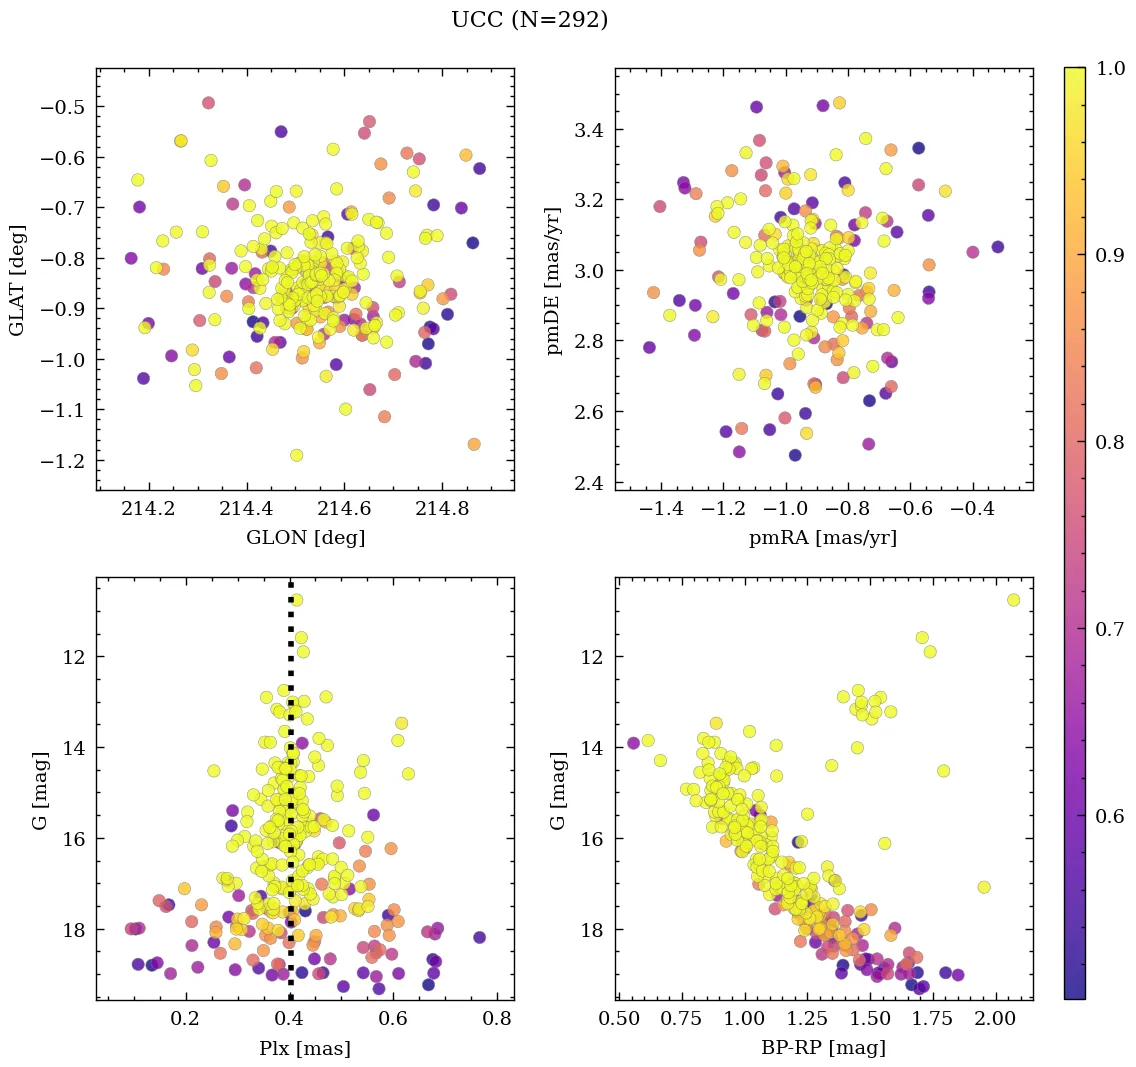 UCC (N=292)
−0.5
−0.6
−0.7
−0.8
−0.9
−1.0
−1.1
−1.2
GLAT [deg]
214.2 214.4 214.6 214.8
GLON [deg]
3.4
3.2
3.0
2.8
2.6
2.4
pmDE [mas/yr]
−1.4 −1.2 −1.0 −0.8 −0.6 −0.4
pmRA [mas/yr]
1.0
0.9
0.8
0.7
0.6
12
14
16
18
G [mag]
0.2 0.4 0.6 0.8
Plx [mas]
12
14
16
18
G [mag]
0.50 0.75 1.00 1.25 1.50 1.75 2.00
BP-RP [mag]